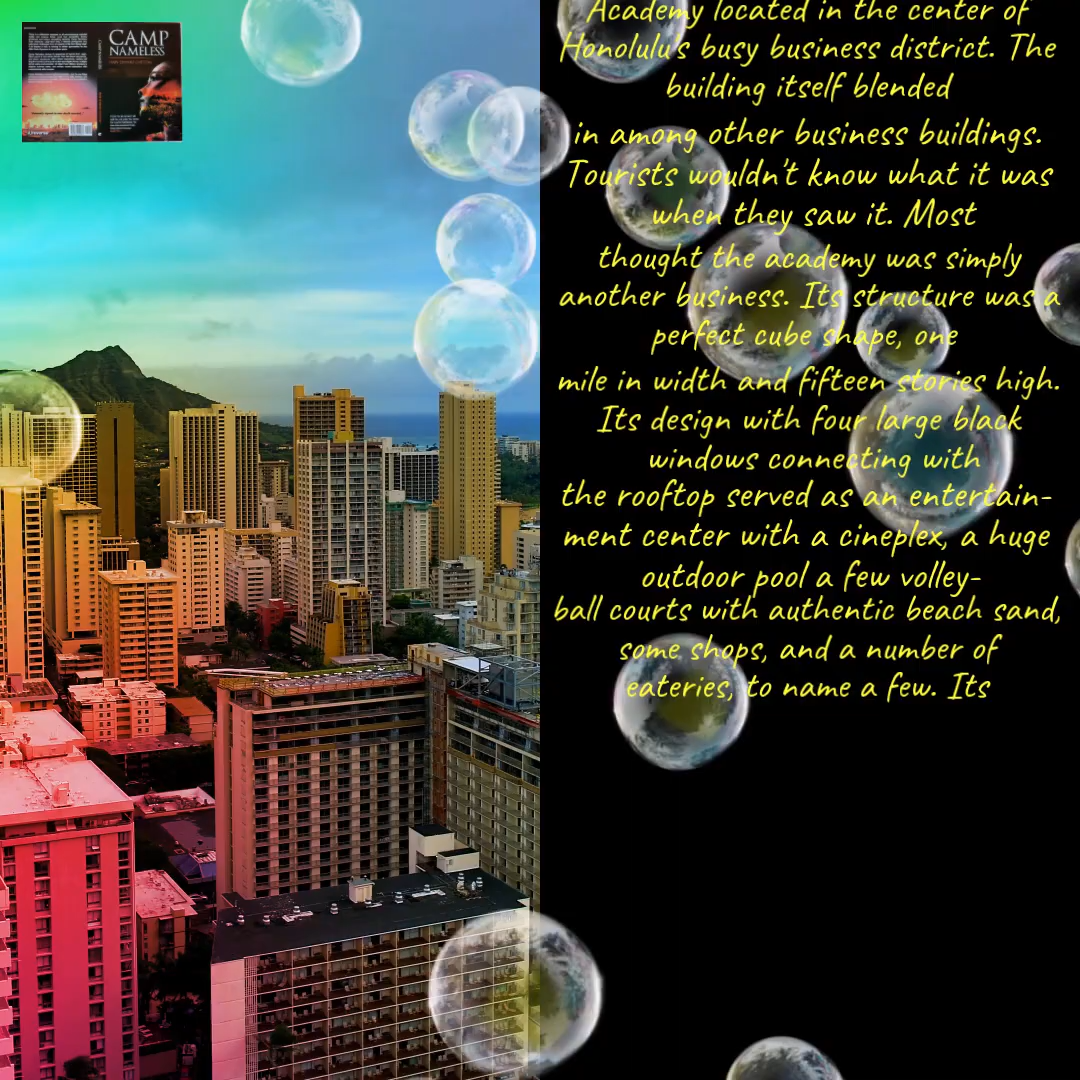 CAMP
NAMELESS
Academy located in the center of
Honolulu's busy business district. The
building itself blended
in among other business buildings.
Tourists wouldn't know what it was
when they saw it. Most
thought the academy was simply
another business. Its structure was a
perfect cube shape, one
mile in width and fifteen stories high.
Its design with four large black
windows connecting with
the rooftop served as an entertain-
ment center with a cineplex, a huge
outdoor pool a few volley-
ball courts with authentic beach sand,
some shops, and a number of
eateries, to name a few. Its